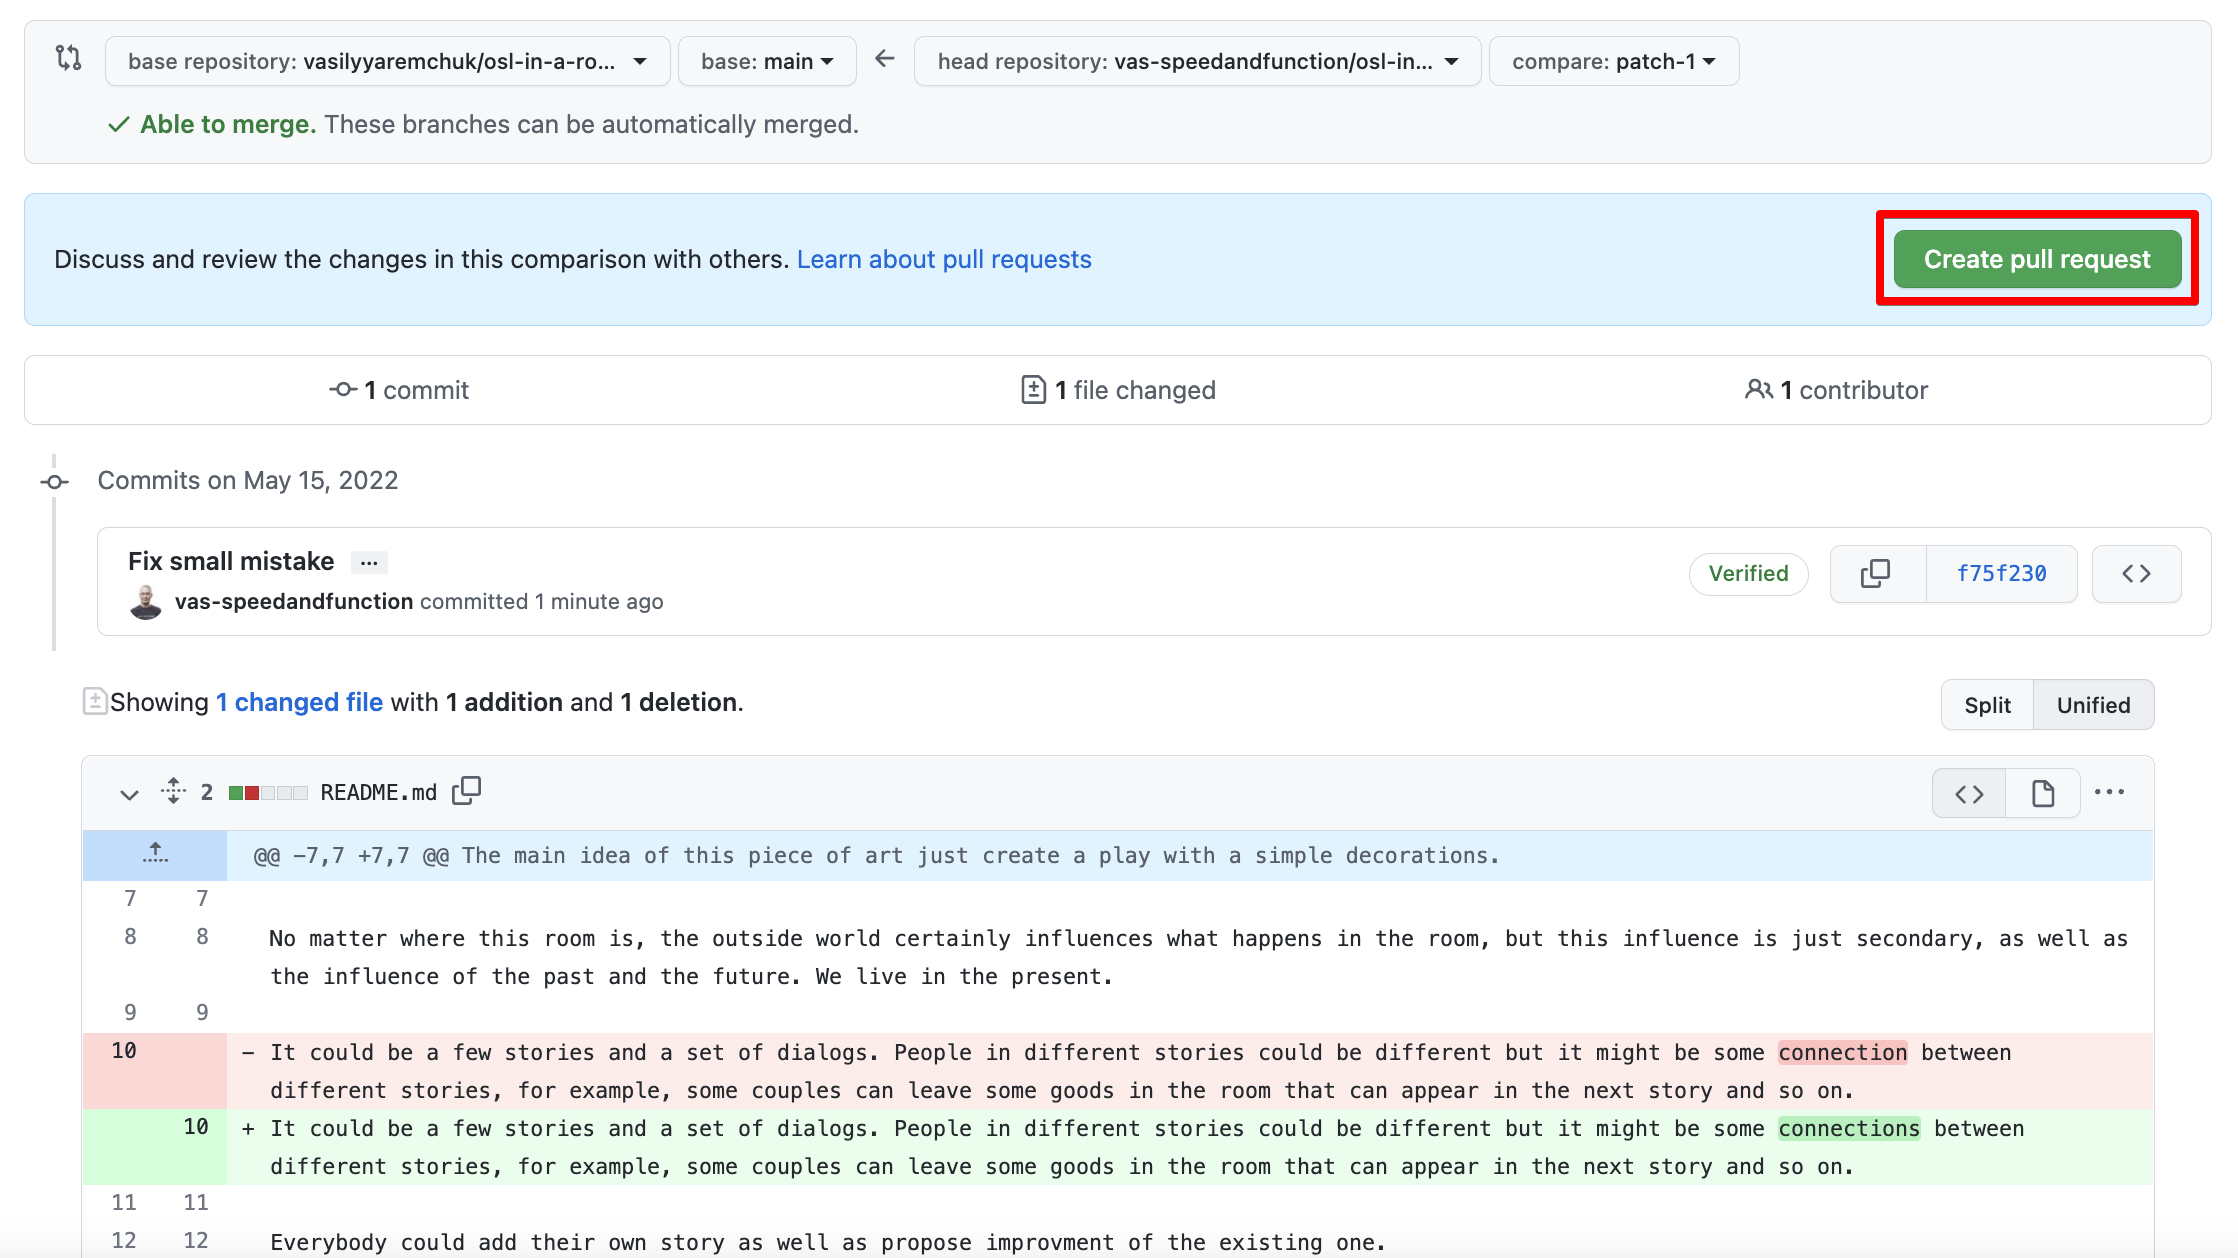 base repository: vasilyyaremchuk/osl-in-a-ro... base: main head repository: vas-speedandfunction/osl-in... compare: patch-1
Able to merge. These branches can be automatically merged.
Discuss and review the changes in this comparison with others. Learn about pull requests
Create pull request
1 commit
1 file changed
1 contributor
Commits on May 15, 2022
Fix small mistake ...
vas-speedandfunction committed 1 minute ago
Verified
f75f230
Showing 1 changed file with 1 addition and 1 deletion.
Split Unified
2 README.md
@@ -7,7 +7,7 @@ The main idea of this piece of art just create a play with a simple decorations.
7 7
8 8 No matter where this room is, the outside world certainly influences what happens in the room, but this influence is just secondary, as well as
the influence of the past and the future. We live in the present.
9 9
10 - It could be a few stories and a set of dialogs. People in different stories could be different but it might be some connection between
different stories, for example, some couples can leave some goods in the room that can appear in the next story and so on.
10 + It could be a few stories and a set of dialogs. People in different stories could be different but it might be some connections between
different stories, for example, some couples can leave some goods in the room that can appear in the next story and so on.
11 11
12 12 Everybody could add their own story as well as propose improvment of the existing one.